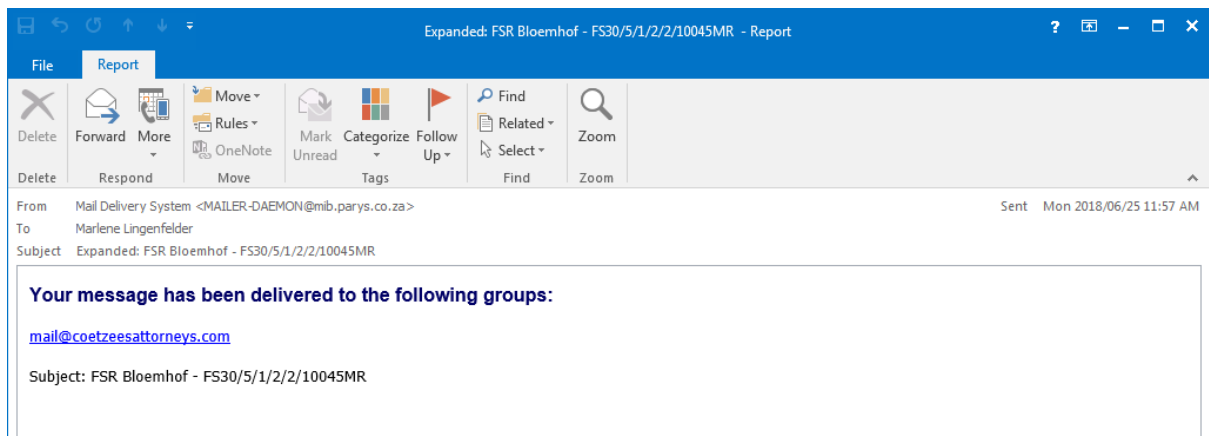 Expanded: FSR Bloemhof - FS30/5/1/2/2/10045MR - Report
File Report
Delete Forward More Move Rules OneNote Mark Unread Categorize Follow Up Find Related Select Zoom
Delete Respond Move Tags Find Zoom
From Mail Delivery System <MAILER-DAEMON@mib.parys.co.za> Sent Mon 2018/06/25 11:57 AM
To Marlene Lingenfelder
Subject Expanded: FSR Bloemhof - FS30/5/1/2/2/10045MR
Your message has been delivered to the following groups:
mail@coetzeesattorneys.com
Subject: FSR Bloemhof - FS30/5/1/2/2/10045MR